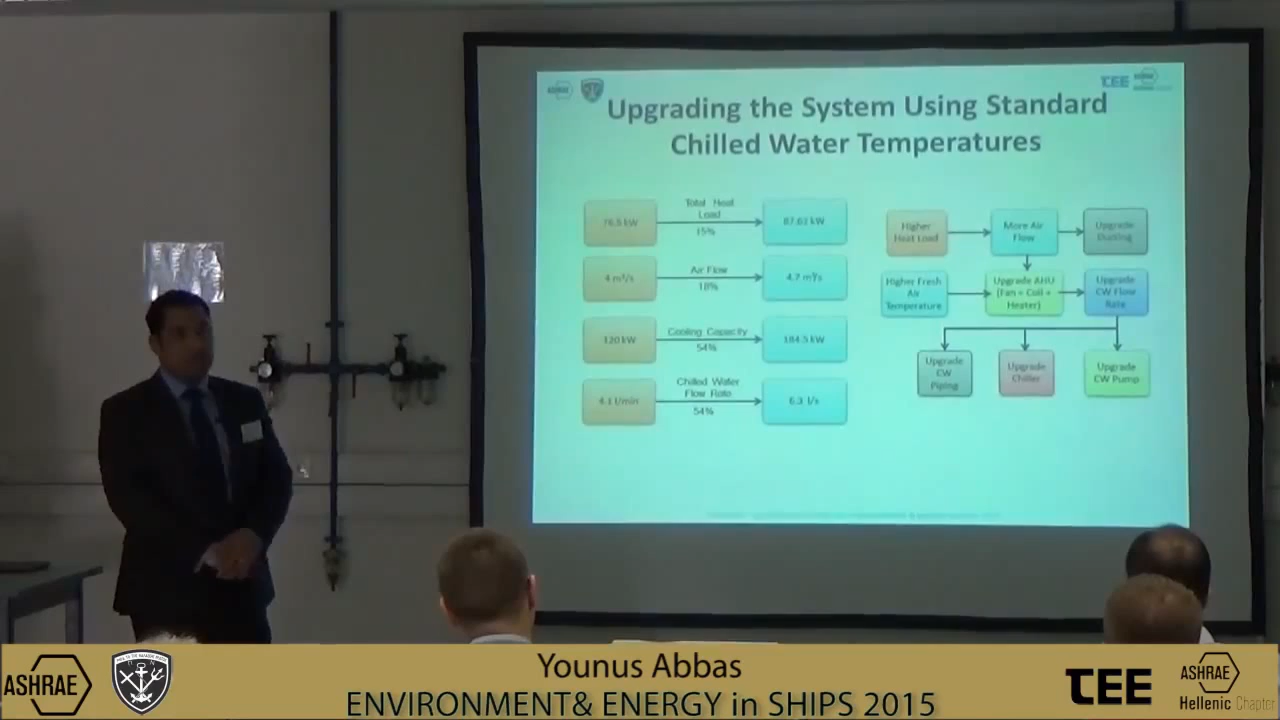 ASHRAE
TEE
ASHRAE
Upgrading the System Using Standard
Chilled Water Temperatures
76.5 kW
Total Heat
Load
15%
87.61 kW
4 m³/s
Air Flow
18%
4.7 m³/s
120 kW
Cooling Capacity
54%
184.5 kW
4.1 l/min
Chilled Water
Flow Rate
54%
6.3 l/s
Higher
Heat Load
More Air
Flow
Upgrade
Ducting
Higher Fresh
Air
Temperature
Upgrade AHU
(Fan + Coil +
Heater)
Upgrade
CW Flow
Rate
Upgrade
CW
Piping
Upgrade
Chiller
Upgrade
CW Pump
ASHRAE
Younus Abbas
ENVIRONMENT& ENERGY in SHIPS 2015
TEE
ASHRAE
Hellenic Chapter